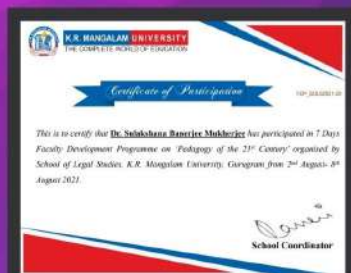 K.R. MANGALAM UNIVERSITY
THE COMPLETE WORLD OF EDUCATION
Certificate of Participation
This is to certify that Dr. Sulakshana Banerjee Mukherjee has participated in 7 Days
Faculty Development Programme on 'Pedagogy of the 21st Century' organised by
School of Legal Studies, K.R. Mangalam University, Gurugram from 2nd August- 8th
August 2021.
School Coordinator